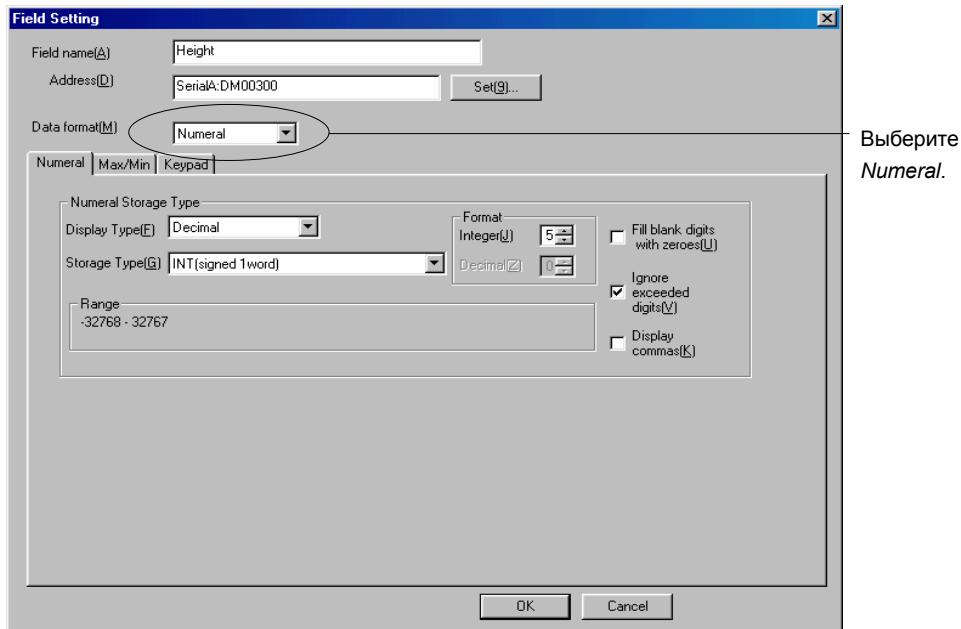 Field Setting
Field name(A) Height
Address(D) SerialA:DM00300 Set(9)...
Data format(M) Numeral
Выберите
Numeral.
Numeral Max/Min Keypad
Numeral Storage Type
Display Type(F) Decimal
Storage Type(G) INT(signed 1word)
Format
Integer(J) 5
Decimal(Z) 0
Fill blank digits
with zeroes(U)
Ignore
exceeded
digits(V)
Display
commas(K)
Range
-32768 - 32767
OK Cancel